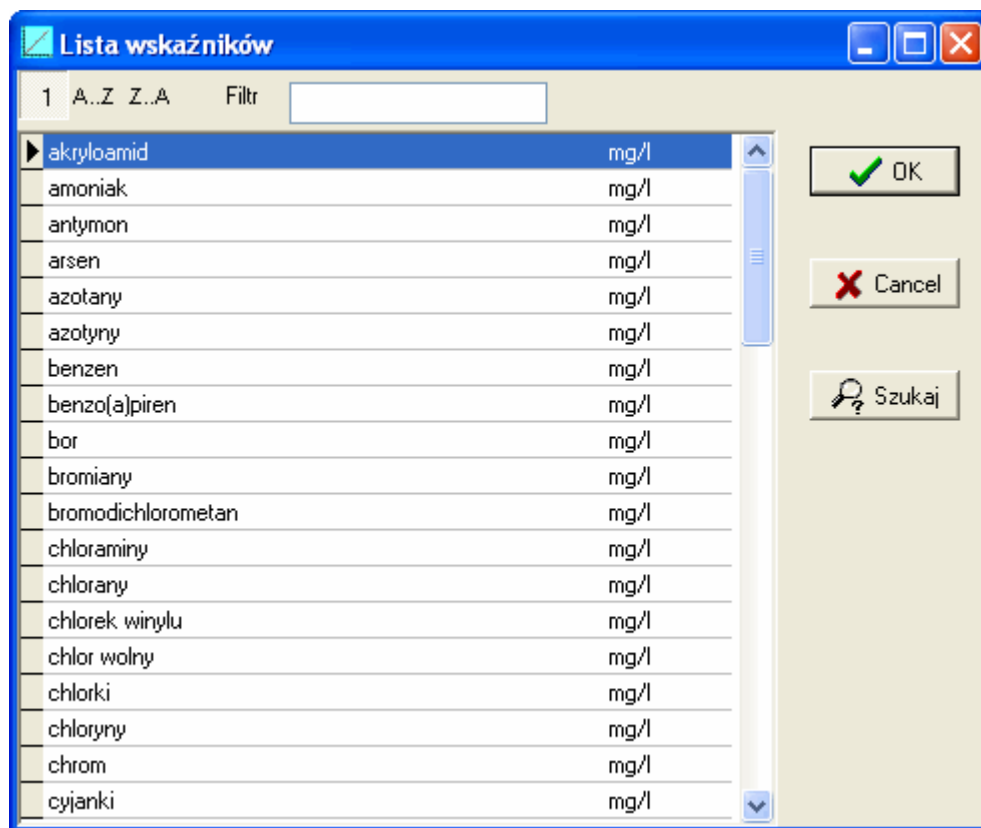 Lista wskaźników
1 A..Z Z..A Filtr
akryloamid mg/l
OK
amoniak mg/l
antymon mg/l
arsen mg/l
Cancel
azotany mg/l
azotyny mg/l
benzen mg/l
benzo(a)piren mg/l
Szukaj
bor mg/l
bromiany mg/l
bromodichlorometan mg/l
chloraminy mg/l
chlorany mg/l
chlorek winylu mg/l
chlor wolny mg/l
chlorki mg/l
chloryny mg/l
chrom mg/l
cyjanki mg/l